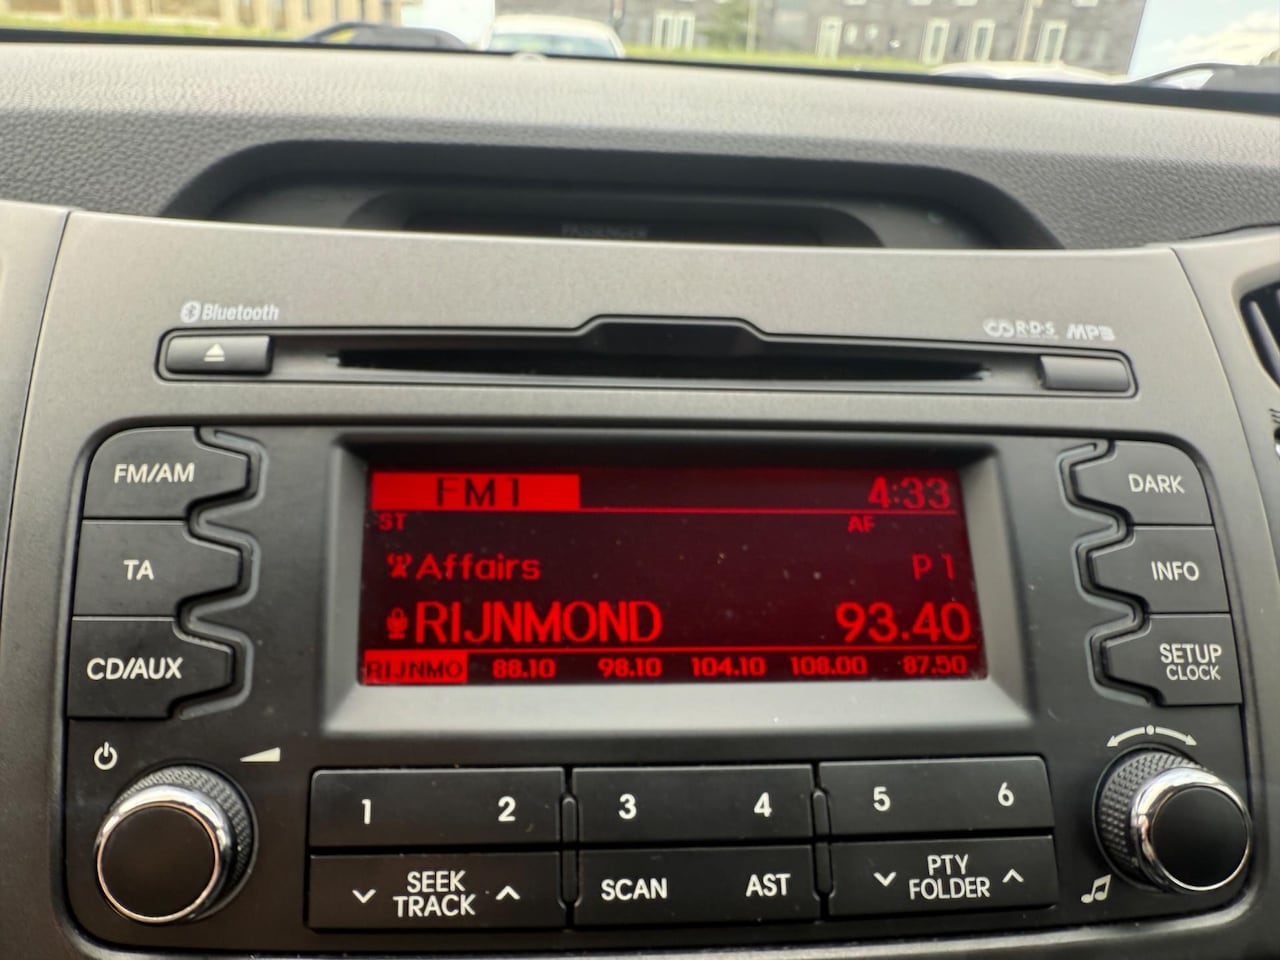 PASSENGER
Bluetooth
R·D·S MP3
FM/AM
TA
CD/AUX
FM1 4:33
ST AF
Affairs P1
RIJNMOND 93.40
RIJNMO 88.10 98.10 104.10 108.00 87.50
DARK
INFO
SETUP
CLOCK
1 2 3 4 5 6
SEEK
TRACK
SCAN AST
PTY
FOLDER